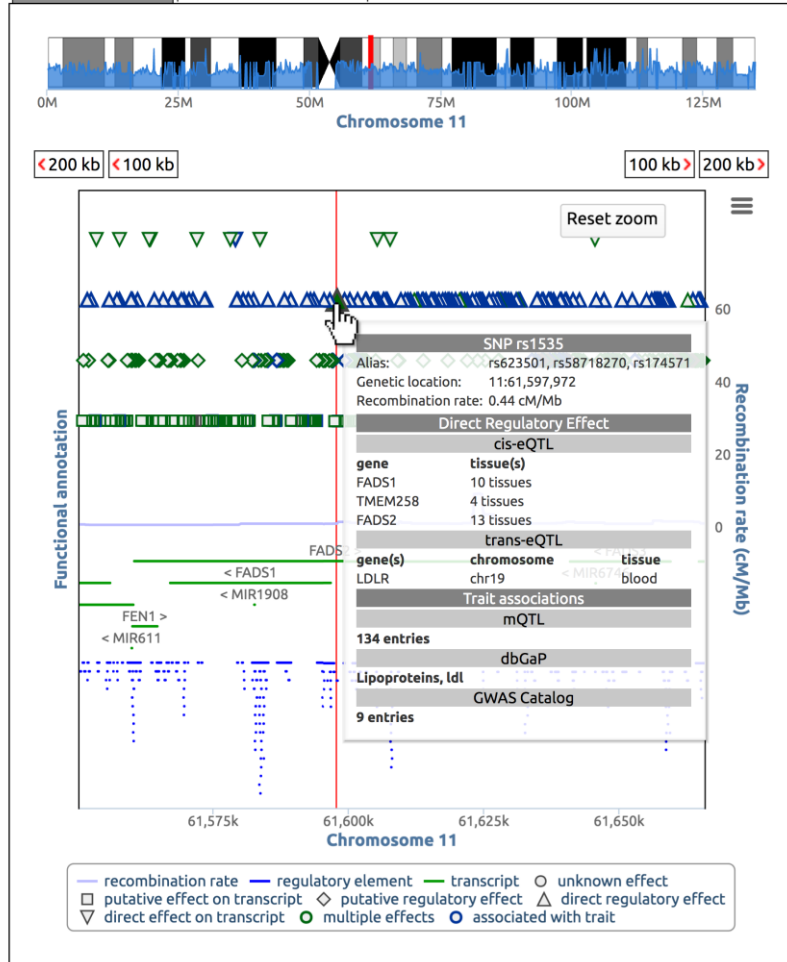 0M 25M 50M 75M 100M 125M
Chromosome 11
<200 kb <100 kb 100 kb> 200 kb>
Reset zoom
60
40
20
0
Functional annotation
Recombination rate (cM/Mb)
SNP rs1535
Alias: rs623501, rs58718270, rs174571
Genetic location: 11:61,597,972
Recombination rate: 0.44 cM/Mb
Direct Regulatory Effect
cis-eQTL
gene tissue(s)
FADS1 10 tissues
TMEM258 4 tissues
FADS2 13 tissues
trans-eQTL
gene(s) chromosome tissue
LDLR chr19 blood
Trait associations
mQTL
134 entries
dbGaP
Lipoproteins, ldl
GWAS Catalog
9 entries
FADS2 >
< FADS1
< MIR1908
FEN1 >
< MIR611
61,575k 61,600k 61,625k 61,650k
Chromosome 11
recombination rate regulatory element transcript unknown effect
putative effect on transcript putative regulatory effect direct regulatory effect
direct effect on transcript multiple effects associated with trait